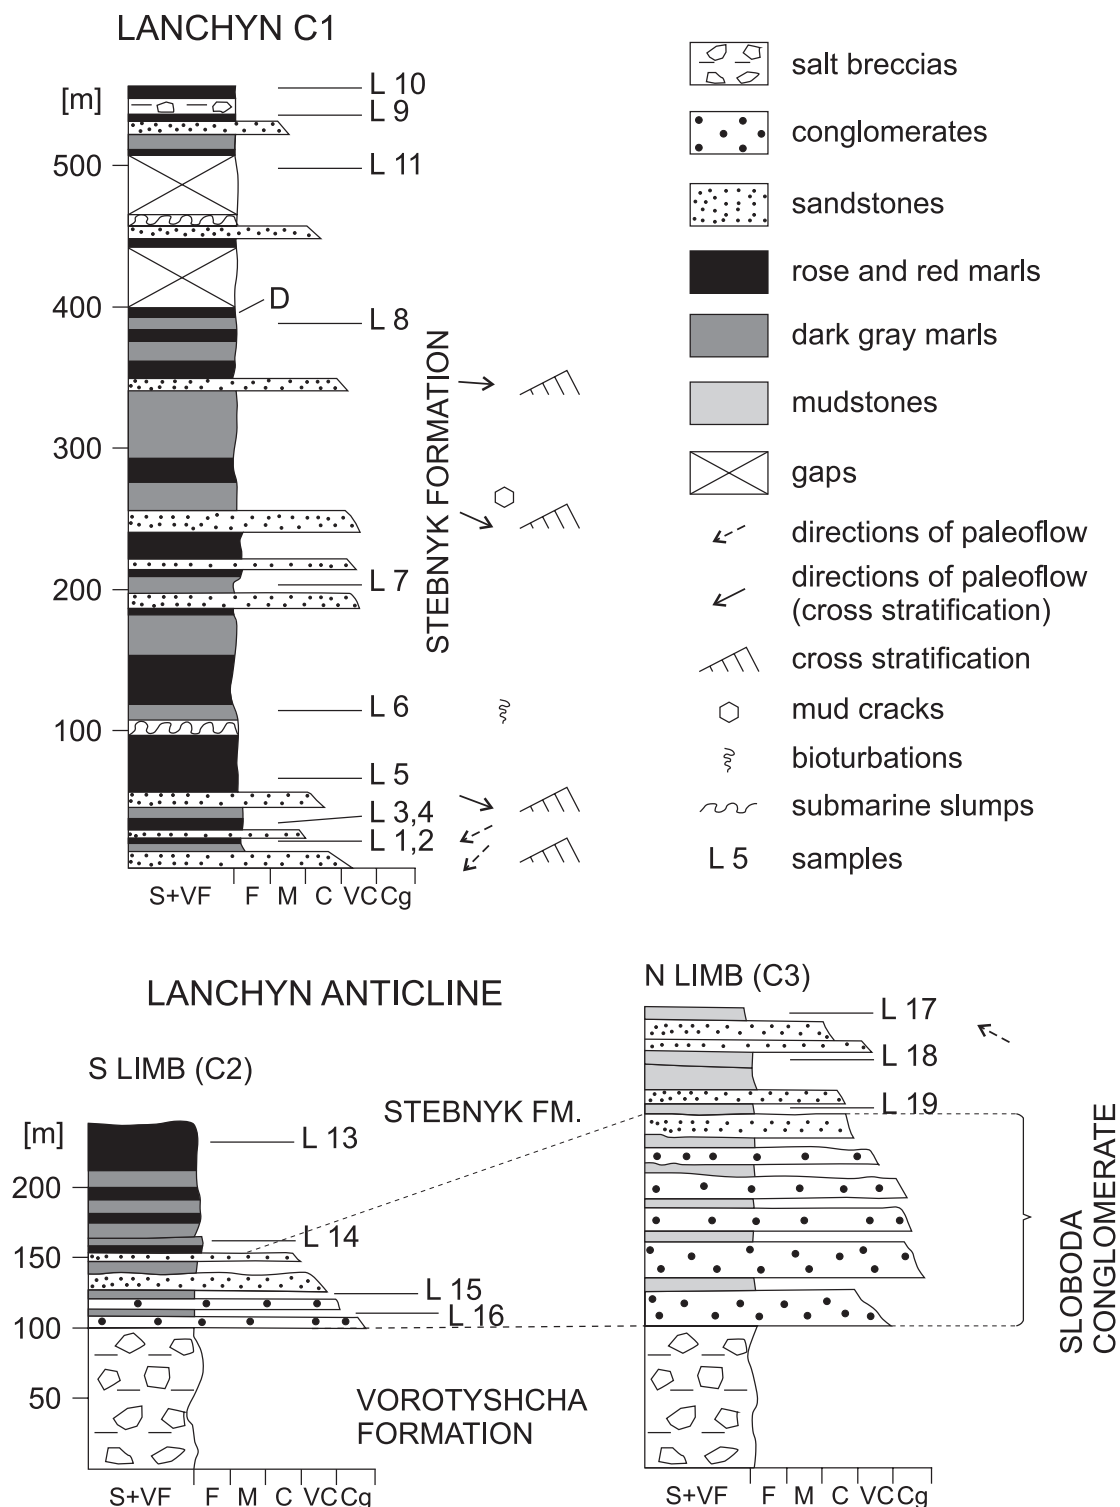 LANCHYN C1
[m]
500
400
300
200
100
L 10
L 9
L 11
D
L 8
L 7
L 6
L 5
L 3,4
L 1,2
S+VF F M C VC Cg
STEBNYK FORMATION
salt breccias
conglomerates
sandstones
rose and red marls
dark gray marls
mudstones
gaps
directions of paleoflow
directions of paleoflow
(cross stratification)
cross stratification
mud cracks
bioturbations
submarine slumps
L 5 samples
LANCHYN ANTICLINE
S LIMB (C2)
[m]
200
150
100
50
L 13
L 14
L 15
L 16
S+VF F M C VC Cg
STEBNYK FM.
VOROTYSHCHA
FORMATION
N LIMB (C3)
L 17
L 18
L 19
S+VF F M C VC Cg
SLOBODA
CONGLOMERATE